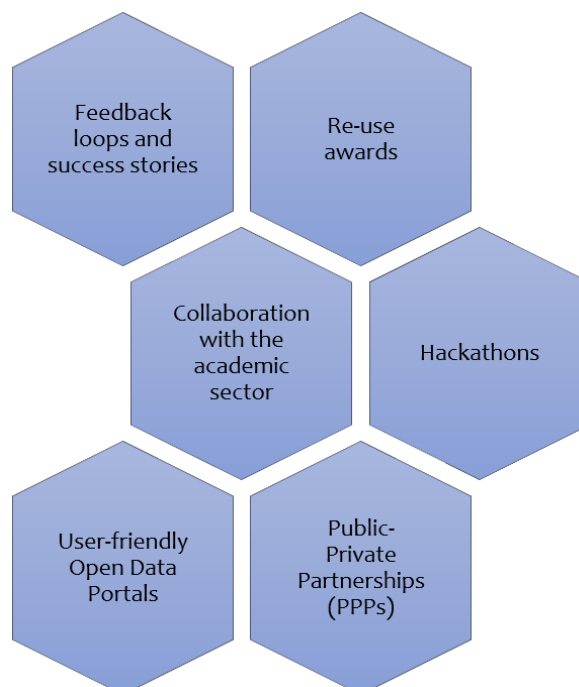 Feedback
loops and
success stories
Re-use
awards
Collaboration
with the
academic
sector
Hackathons
User-friendly
Open Data
Portals
Public-
Private
Partnerships
(PPPs)